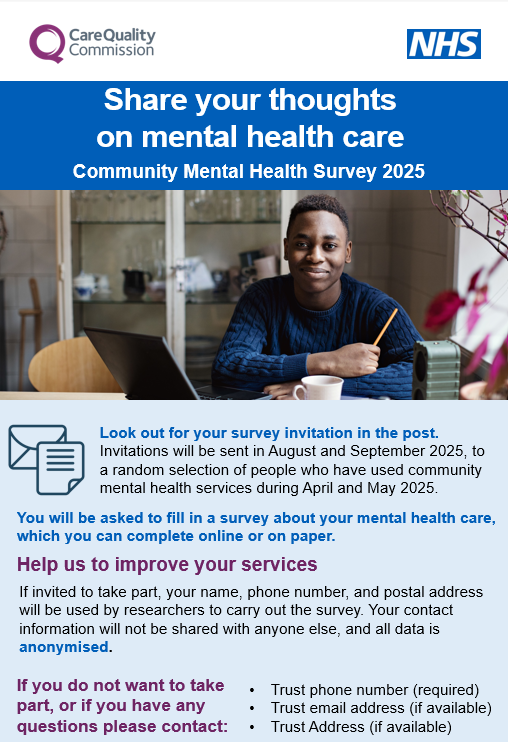 CareQuality
Commission
NHS
Share your thoughts
on mental health care
Community Mental Health Survey 2025
Look out for your survey invitation in the post.
Invitations will be sent in August and September 2025, to
a random selection of people who have used community
mental health services during April and May 2025.
You will be asked to fill in a survey about your mental health care,
which you can complete online or on paper.
Help us to improve your services
If invited to take part, your name, phone number, and postal address
will be used by researchers to carry out the survey. Your contact
information will not be shared with anyone else, and all data is
anonymised.
If you do not want to take
part, or if you have any
questions please contact:
• Trust phone number (required)
• Trust email address (if available)
• Trust Address (if available)